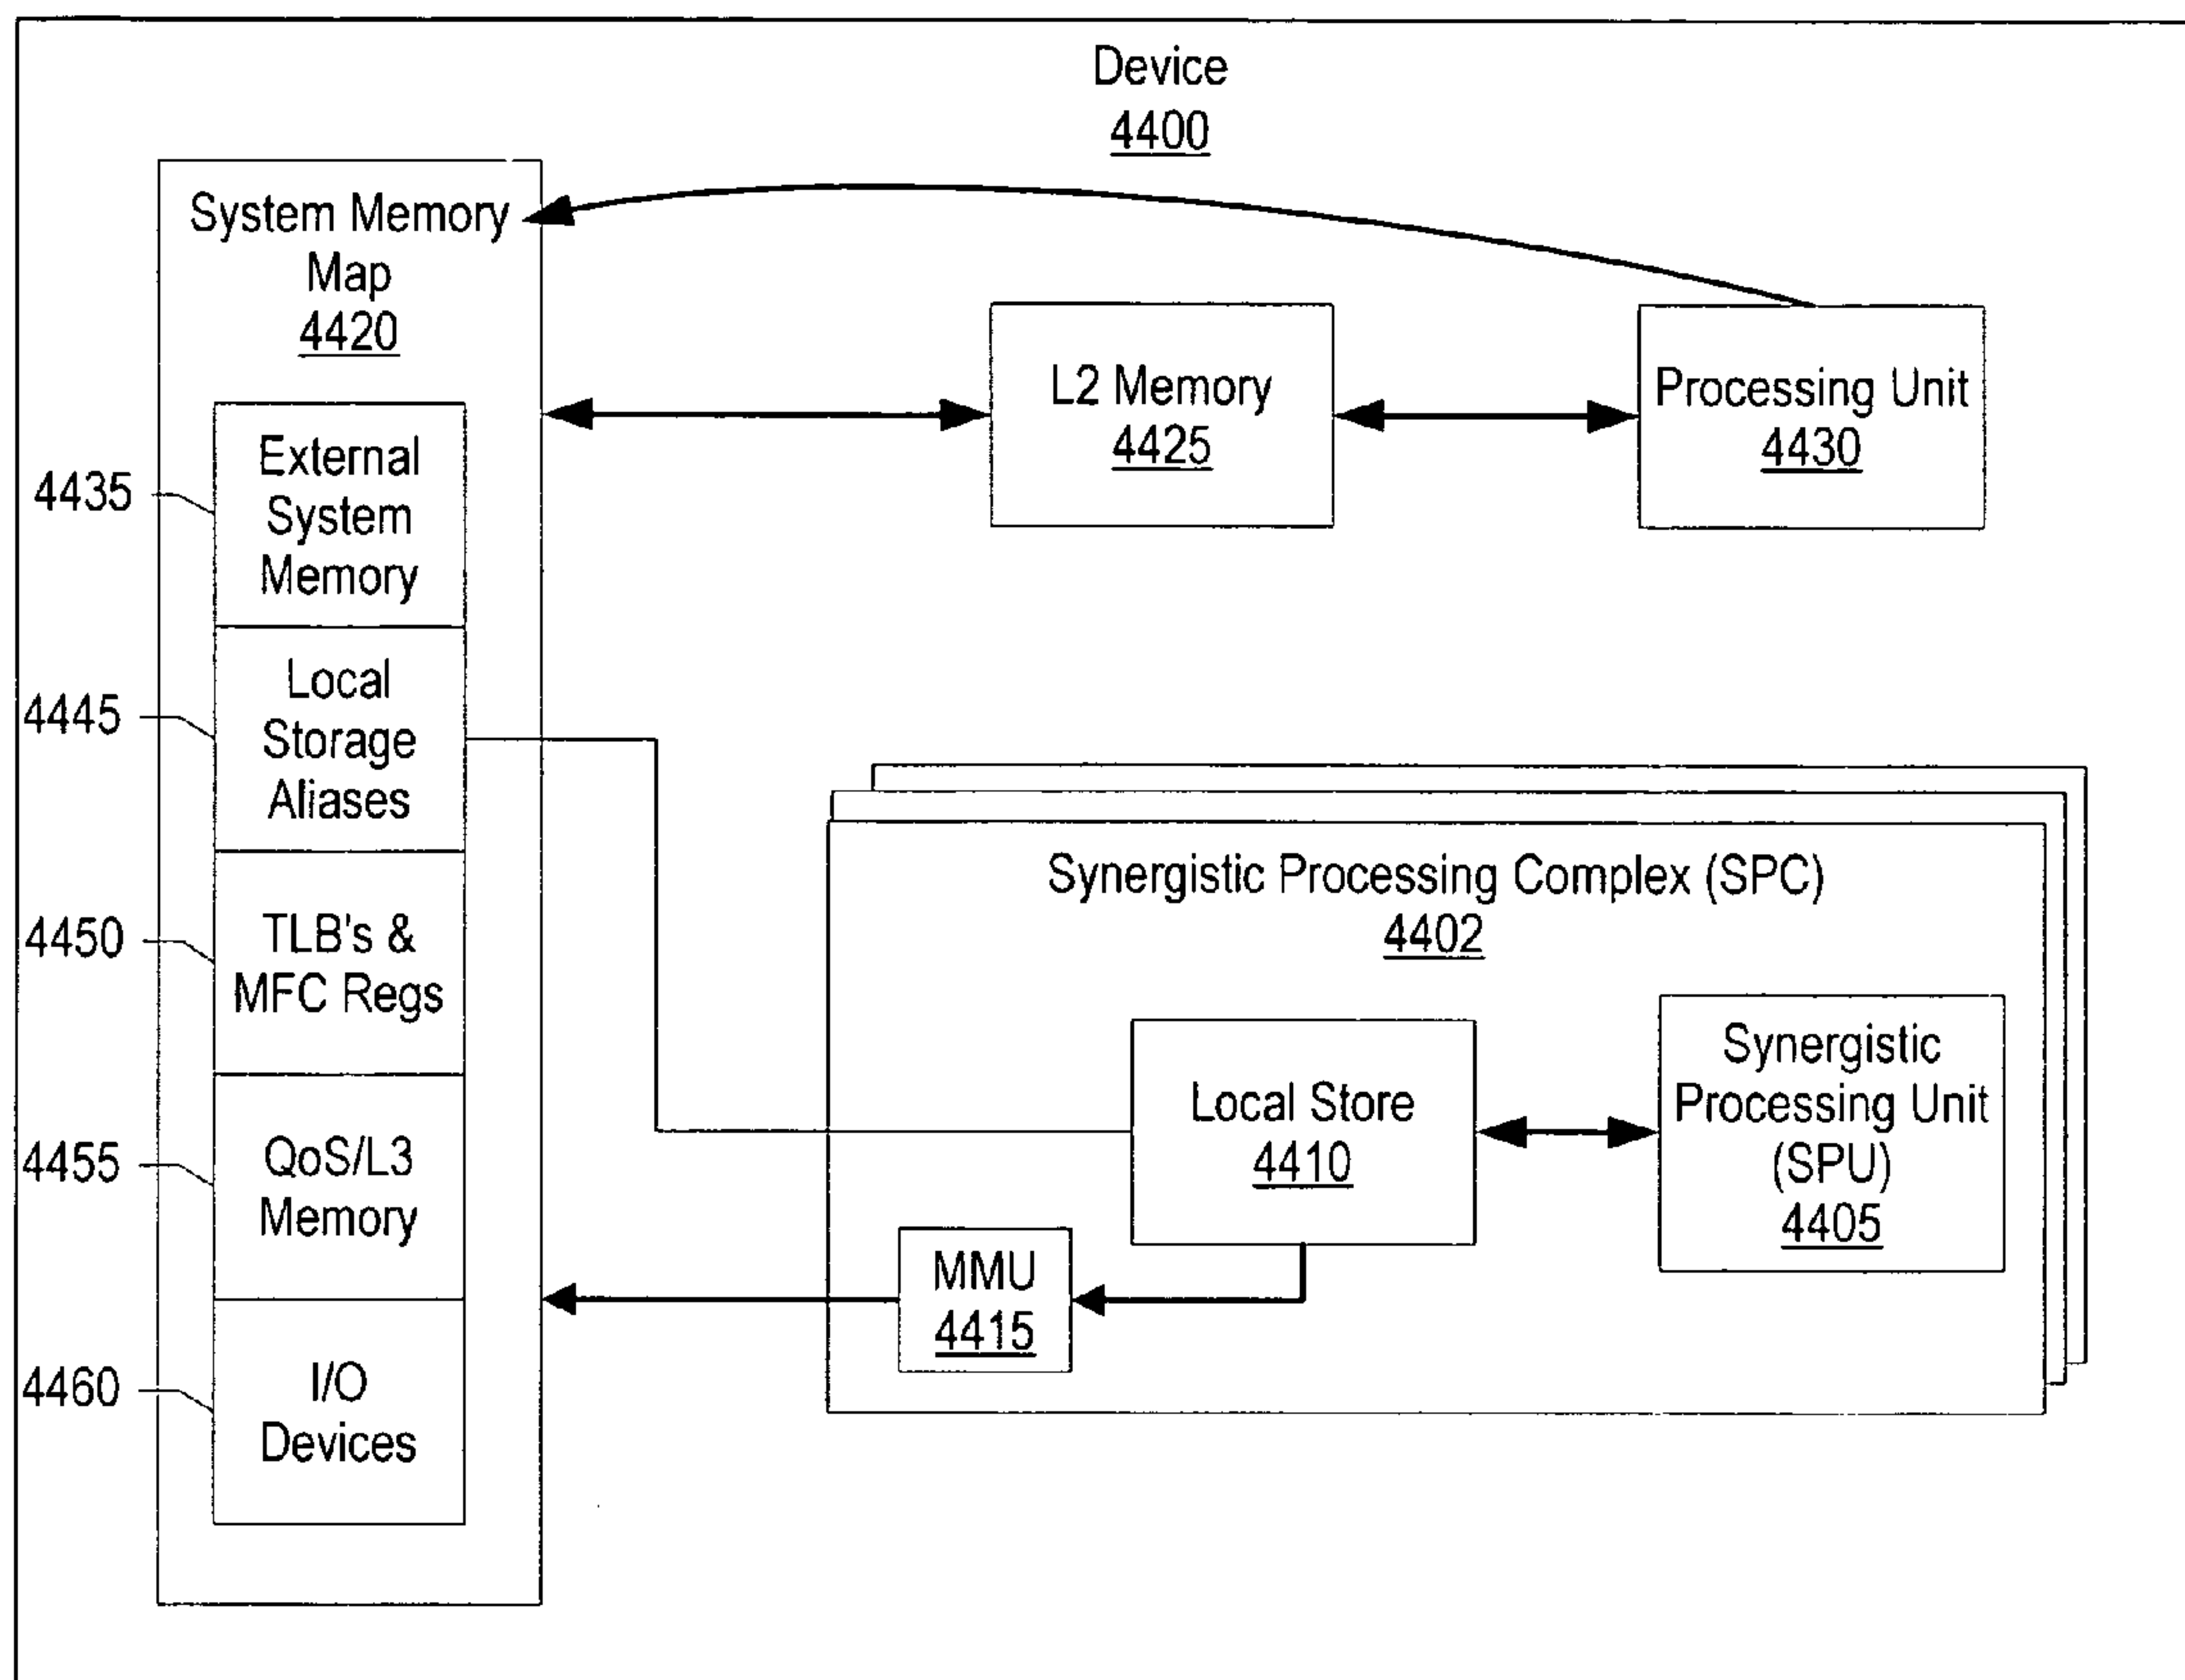 Device
4400
System Memory
Map
4420
External
System
Memory
4435
Local
Storage
Aliases
4445
TLB's &
MFC Regs
4450
QoS/L3
Memory
4455
I/O
Devices
4460
L2 Memory
4425
Processing Unit
4430
Synergistic Processing Complex (SPC)
4402
Local Store
4410
Synergistic
Processing Unit
(SPU)
4405
MMU
4415